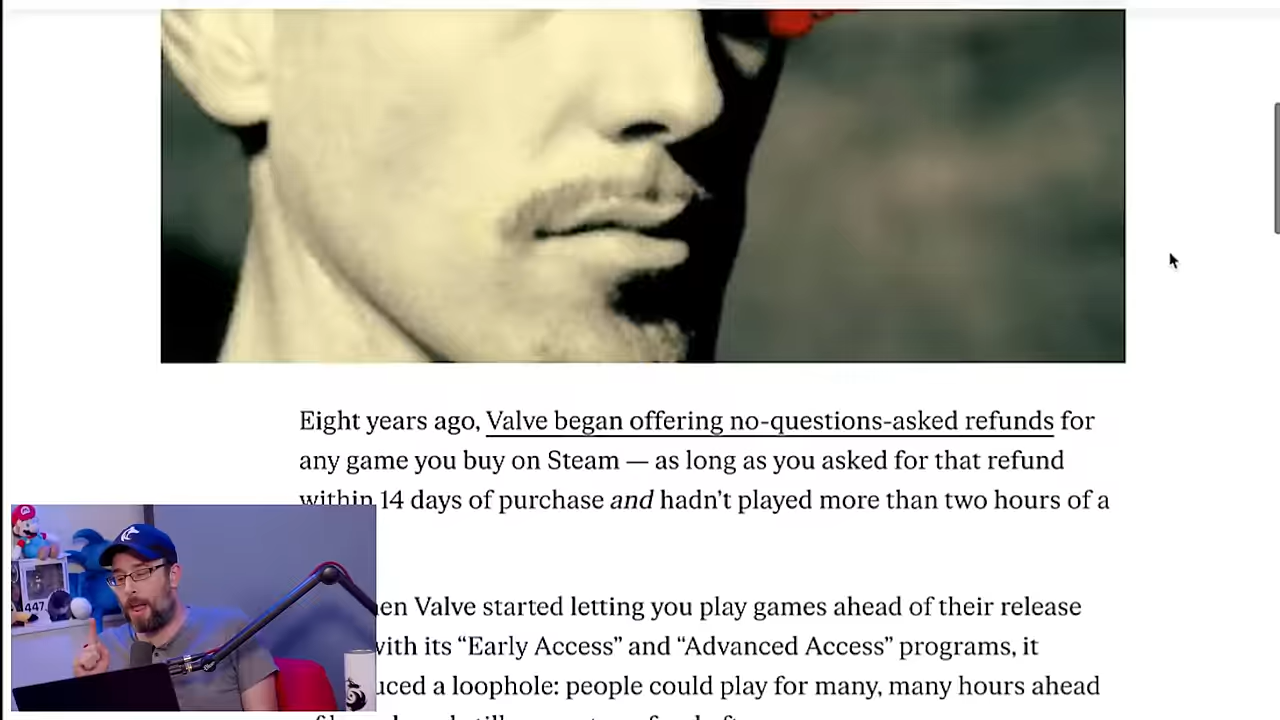 Eight years ago, Valve began offering no-questions-asked refunds for
any game you buy on Steam — as long as you asked for that refund
within 14 days of purchase and hadn’t played more than two hours of a
Valve started letting you play games ahead of their release
with its “Early Access” and “Advanced Access” programs, it
a loophole: people could play for many, many hours ahead
447